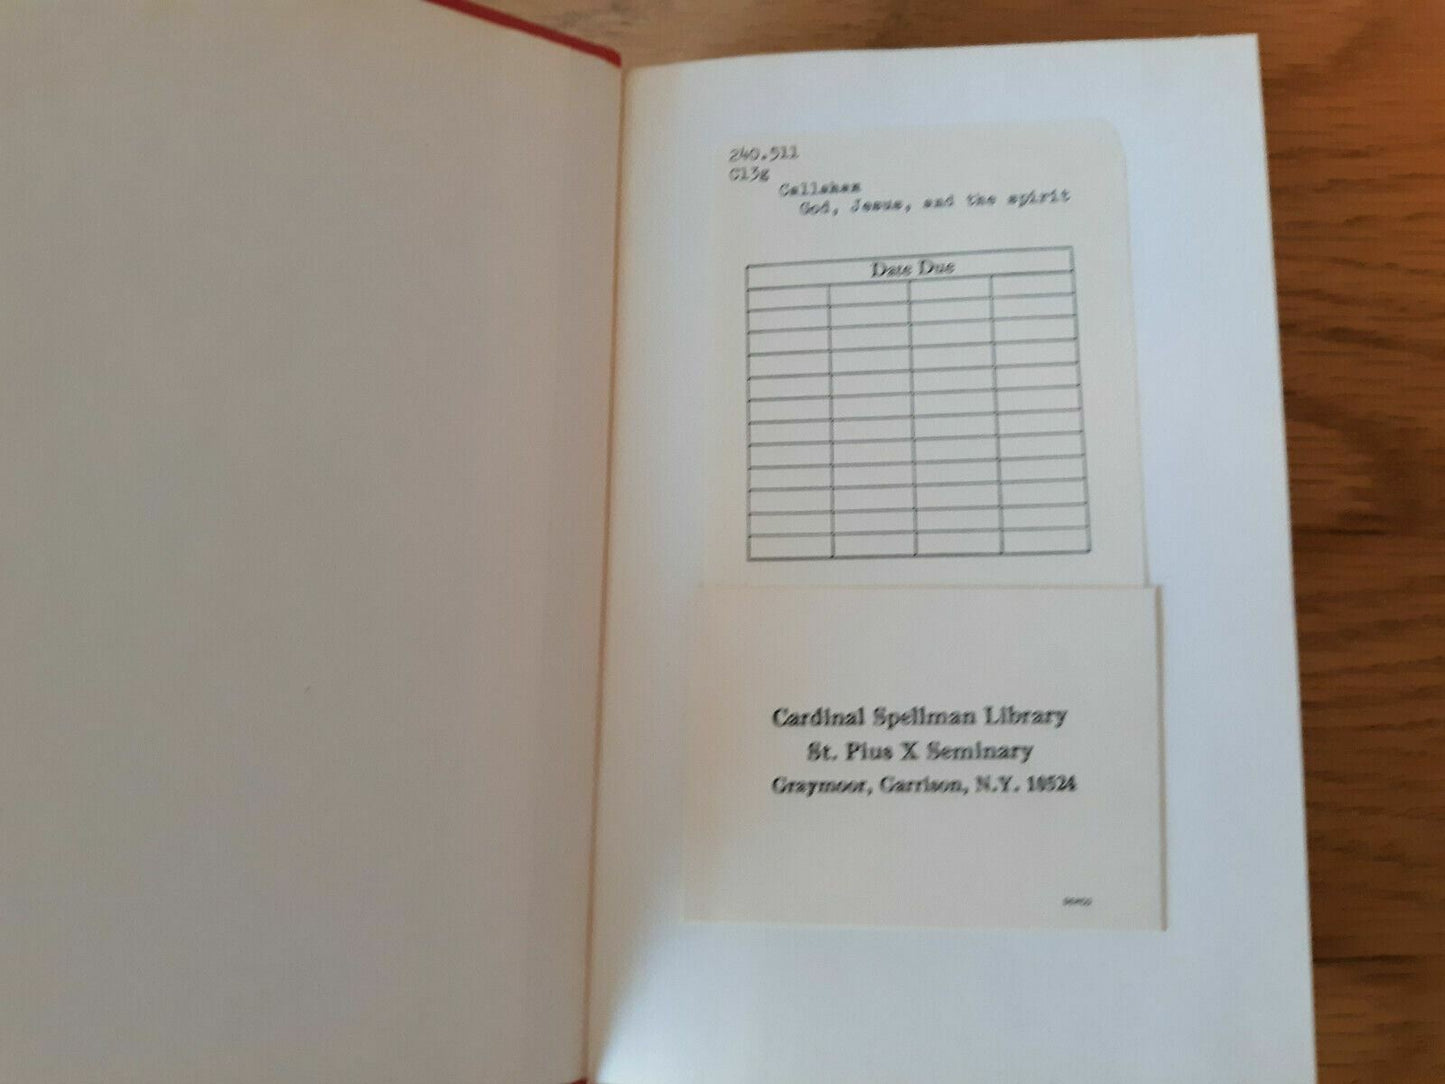 240.511
C13g
Callahan
God, Jesus, and the spirit
Date Due
Cardinal Spellman Library
St. Pius X Seminary
Graymoor, Garrison, N.Y. 10524